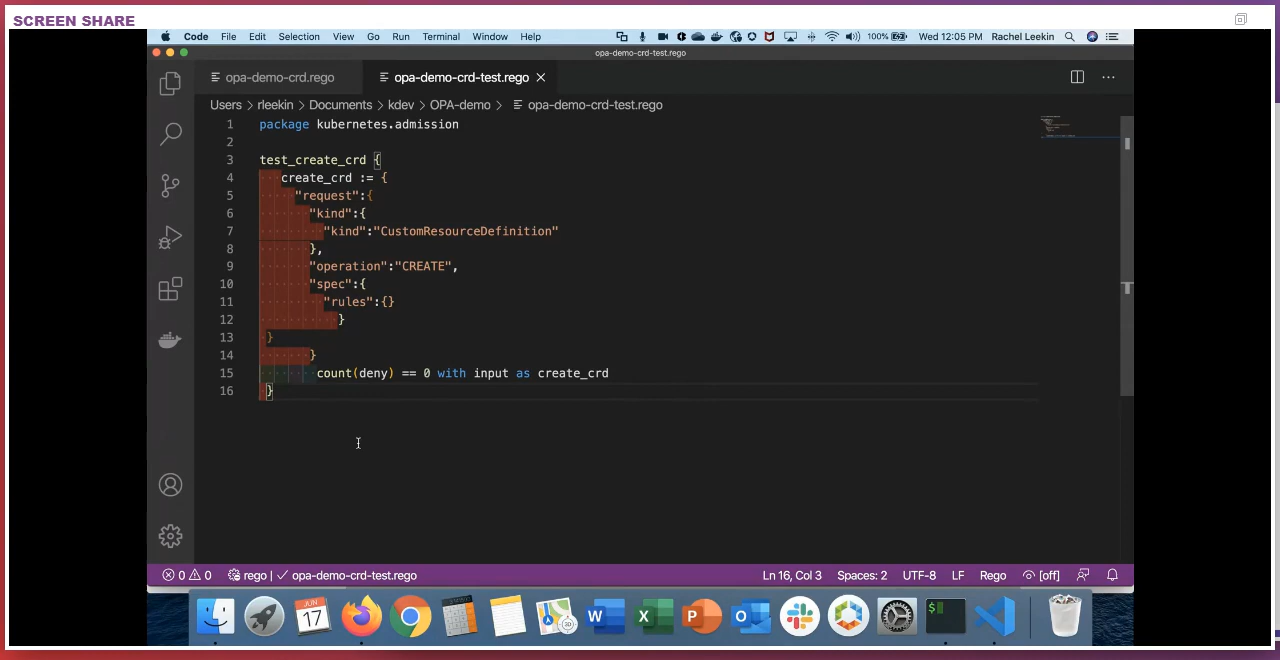 SCREEN SHARE
Code File Edit Selection View Go Run Terminal Window Help 100% Wed 12:05 PM Rachel Leekin
opa-demo-crd-test.rego
opa-demo-crd.rego opa-demo-crd-test.rego
Users > rleekin > Documents > kdev > OPA-demo > opa-demo-crd-test.rego
1 package kubernetes.admission
2
3 test_create_crd {
4 create_crd := {
5 "request":{
6 "kind":{
7 "kind":"CustomResourceDefinition"
8 },
9 "operation":"CREATE",
10 "spec":{
11 "rules":{}
12 }
13 }
14 }
15 count(deny) == 0 with input as create_crd
16 }
0 0 rego | opa-demo-crd-test.rego Ln 16, Col 3 Spaces: 2 UTF-8 LF Rego [off]
JUN
17
W X P O $